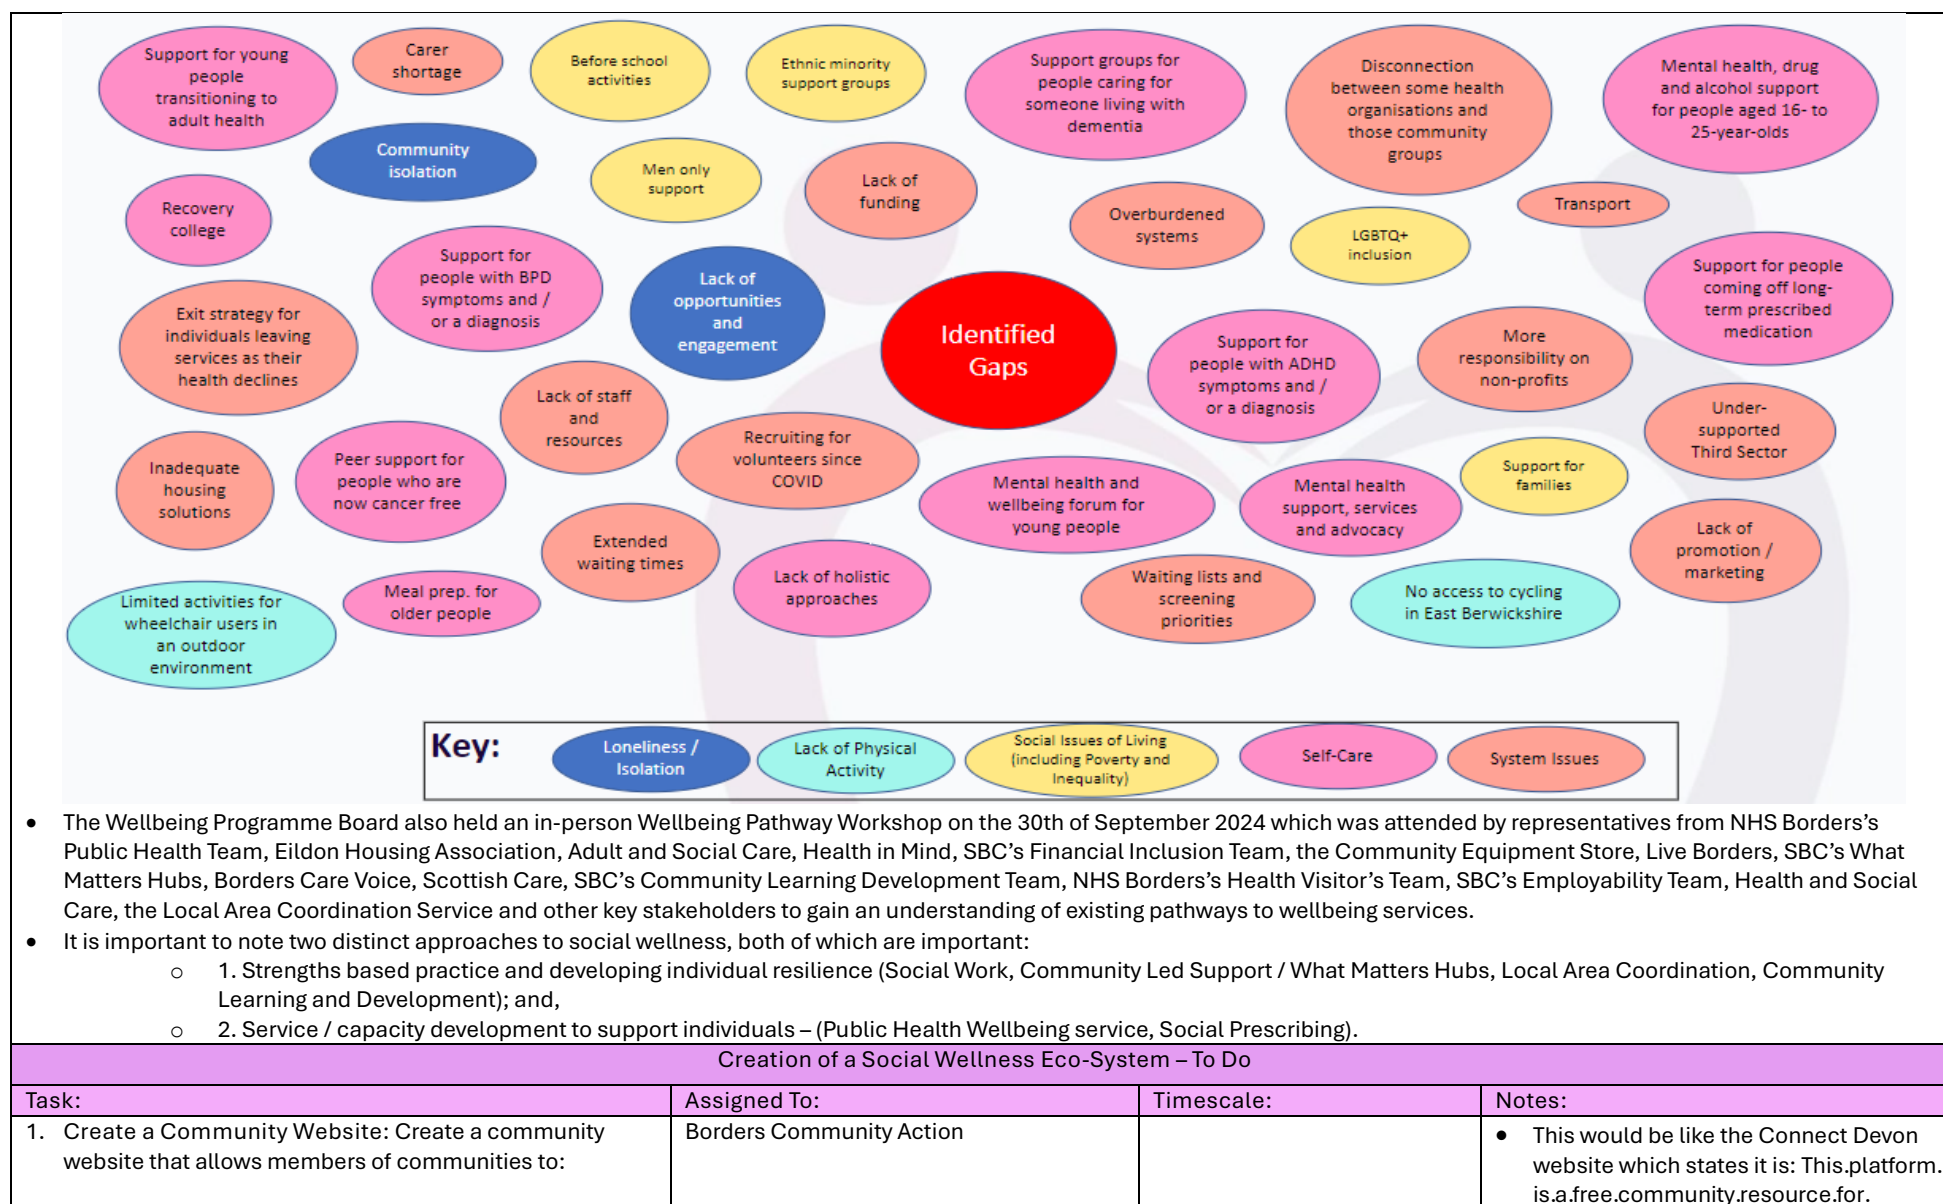 Support for young
people
transitioning to
adult health
Carer
shortage
Before school
activities
Ethnic minority
support groups
Support groups for
people caring for
someone living with
dementia
Disconnection
between some health
organisations and
those community
groups
Mental health, drug
and alcohol support
for people aged 16- to
25-year-olds
Community
isolation
Men only
support
Lack of
funding
Recovery
college
Overburdened
systems
LGBTQ+
inclusion
Transport
Support for
people with BPD
symptoms and /
or a diagnosis
Lack of
opportunities
and
engagement
Support for people
coming off long-
term prescribed
medication
Exit strategy for
individuals leaving
services as their
health declines
Identified
Gaps
Support for
people with ADHD
symptoms and /
or a diagnosis
More
responsibility on
non-profits
Lack of staff
and
resources
Under-
supported
Third Sector
Inadequate
housing
solutions
Peer support for
people who are
now cancer free
Recruiting for
volunteers since
COVID
Mental health and
wellbeing forum for
young people
Mental health
support, services
and advocacy
Support for
families
Extended
waiting times
Lack of
promotion /
marketing
Limited activities for
wheelchair users in
an outdoor
environment
Meal prep. for
older people
Lack of holistic
approaches
Waiting lists and
screening
priorities
No access to cycling
in East Berwickshire
Key:
Loneliness /
Isolation
Lack of Physical
Activity
Social Issues of Living
(including Poverty and
Inequality)
Self-Care
System Issues
• The Wellbeing Programme Board also held an in-person Wellbeing Pathway Workshop on the 30th of September 2024 which was attended by representatives from NHS Borders's
Public Health Team, Eildon Housing Association, Adult and Social Care, Health in Mind, SBC's Financial Inclusion Team, the Community Equipment Store, Live Borders, SBC's What
Matters Hubs, Borders Care Voice, Scottish Care, SBC's Community Learning Development Team, NHS Borders's Health Visitor's Team, SBC's Employability Team, Health and Social
Care, the Local Area Coordination Service and other key stakeholders to gain an understanding of existing pathways to wellbeing services.
• It is important to note two distinct approaches to social wellness, both of which are important:
o 1. Strengths based practice and developing individual resilience (Social Work, Community Led Support / What Matters Hubs, Local Area Coordination, Community
Learning and Development); and,
o 2. Service / capacity development to support individuals – (Public Health Wellbeing service, Social Prescribing).
Creation of a Social Wellness Eco-System – To Do
Task:
Assigned To:
Timescale:
Notes:
1. Create a Community Website: Create a community
website that allows members of communities to:
Borders Community Action
• This would be like the Connect Devon
website which states it is: This.platform.
is.a.free.community.resource.for.